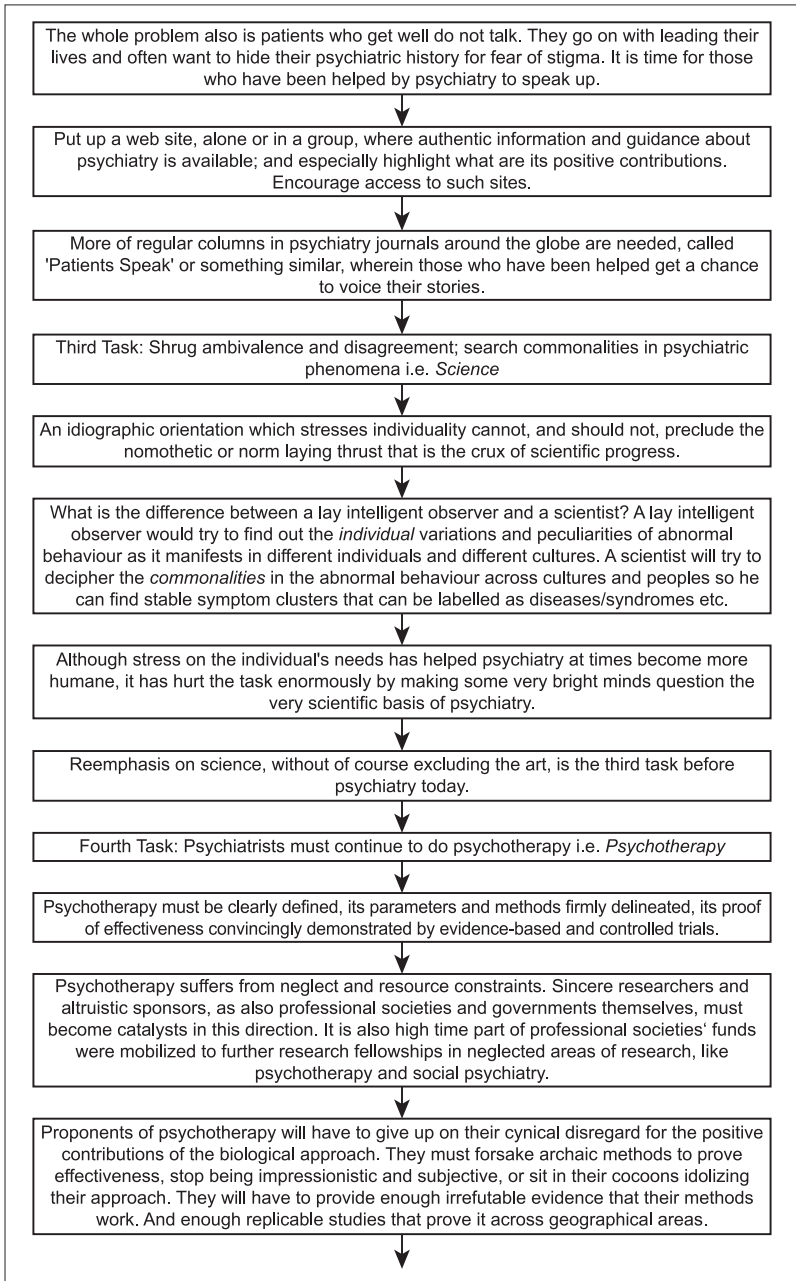 The whole problem also is patients who get well do not talk. They go on with leading their
lives and often want to hide their psychiatric history for fear of stigma. It is time for those
who have been helped by psychiatry to speak up.
Put up a web site, alone or in a group, where authentic information and guidance about
psychiatry is available; and especially highlight what are its positive contributions.
Encourage access to such sites.
More of regular columns in psychiatry journals around the globe are needed, called
'Patients Speak' or something similar, wherein those who have been helped get a chance
to voice their stories.
Third Task: Shrug ambivalence and disagreement; search commonalities in psychiatric
phenomena i.e. Science
An idiographic orientation which stresses individuality cannot, and should not, preclude the
nomothetic or norm laying thrust that is the crux of scientific progress.
What is the difference between a lay intelligent observer and a scientist? A lay intelligent
observer would try to find out the individual variations and peculiarities of abnormal
behaviour as it manifests in different individuals and different cultures. A scientist will try to
decipher the commonalities in the abnormal behaviour across cultures and peoples so he
can find stable symptom clusters that can be labelled as diseases/syndromes etc.
Although stress on the individual's needs has helped psychiatry at times become more
humane, it has hurt the task enormously by making some very bright minds question the
very scientific basis of psychiatry.
Reemphasis on science, without of course excluding the art, is the third task before
psychiatry today.
Fourth Task: Psychiatrists must continue to do psychotherapy i.e. Psychotherapy
Psychotherapy must be clearly defined, its parameters and methods firmly delineated, its proof
of effectiveness convincingly demonstrated by evidence-based and controlled trials.
Psychotherapy suffers from neglect and resource constraints. Sincere researchers and
altruistic sponsors, as also professional societies and governments themselves, must
become catalysts in this direction. It is also high time part of professional societies‘ funds
were mobilized to further research fellowships in neglected areas of research, like
psychotherapy and social psychiatry.
Proponents of psychotherapy will have to give up on their cynical disregard for the positive
contributions of the biological approach. They must forsake archaic methods to prove
effectiveness, stop being impressionistic and subjective, or sit in their cocoons idolizing
their approach. They will have to provide enough irrefutable evidence that their methods
work. And enough replicable studies that prove it across geographical areas.